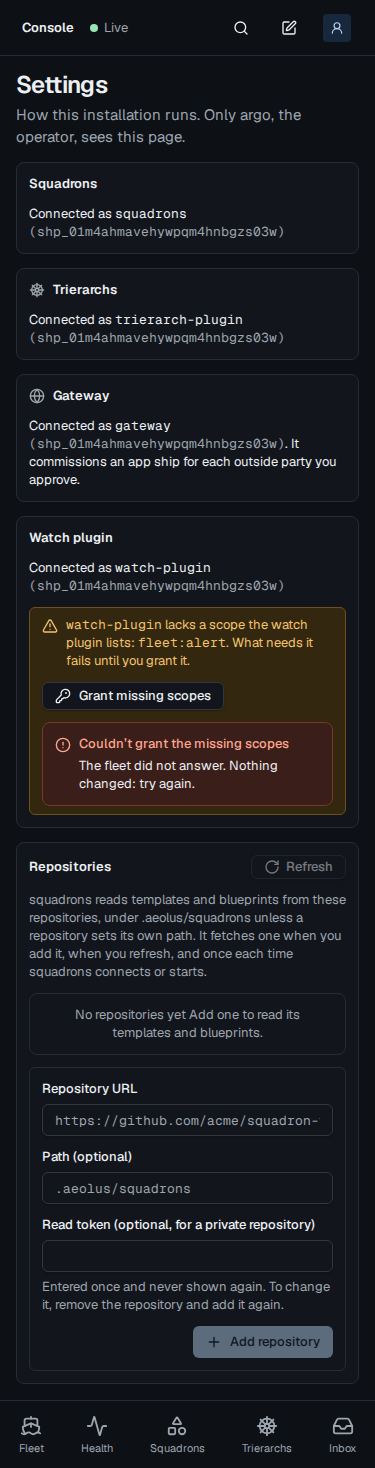 Console Live
Settings
How this installation runs. Only argo, the
operator, sees this page.
Squadrons
Connected as squadrons
(shp_01m4ahmavehywpqm4hnbgzs03w)
Trierarchs
Connected as trierarch-plugin
(shp_01m4ahmavehywpqm4hnbgzs03w)
Gateway
Connected as gateway
(shp_01m4ahmavehywpqm4hnbgzs03w). It
commissions an app ship for each outside party you
approve.
Watch plugin
Connected as watch-plugin
(shp_01m4ahmavehywpqm4hnbgzs03w)
watch-plugin lacks a scope the watch
plugin lists: fleet:alert. What needs it
fails until you grant it.
Grant missing scopes
Couldn't grant the missing scopes
The fleet did not answer. Nothing
changed: try again.
Repositories Refresh
squadrons reads templates and blueprints from these
repositories, under .aeolus/squadrons unless a
repository sets its own path. It fetches one when you
add it, when you refresh, and once each time
squadrons connects or starts.
No repositories yet Add one to read its
templates and blueprints.
Repository URL
https://github.com/acme/squadron-
Path (optional)
.aeolus/squadrons
Read token (optional, for a private repository)
Entered once and never shown again. To change
it, remove the repository and add it again.
Add repository
Fleet Health Squadrons Trierarchs Inbox